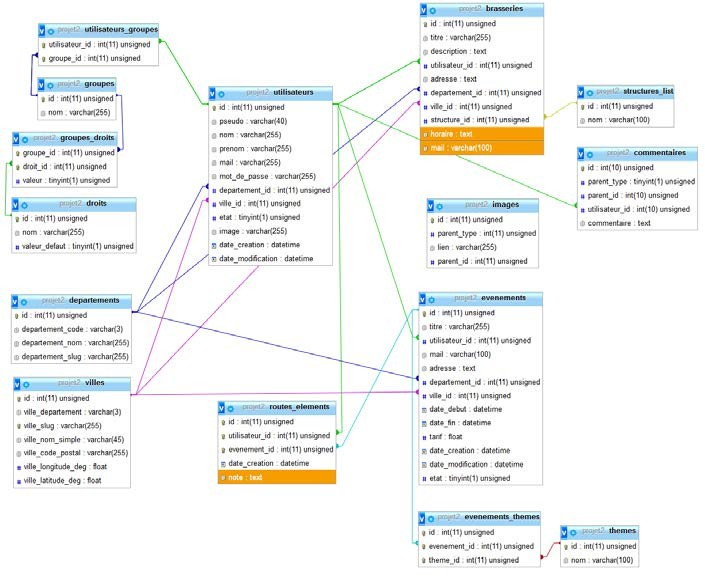 projet2 utilisateurs_groupes
utilisateur_id : int(11) unsigned
groupe_id : int(11) unsigned
projet2 groupes
id : int(11) unsigned
nom : varchar(255)
projet2 groupes_droits
groupe_id : int(11) unsigned
droit_id : int(11) unsigned
valeur : tinyint(1) unsigned
projet2 droits
id : int(11) unsigned
nom : varchar(255)
valeur_defaut : tinyint(1) unsigned
projet2 departements
id : int(11) unsigned
departement_code : varchar(3)
departement_nom : varchar(255)
departement_slug : varchar(255)
projet2 villes
id : int(11) unsigned
ville_departement : varchar(3)
ville_slug : varchar(255)
ville_nom_simple : varchar(45)
ville_code_postal : varchar(255)
ville_longitude_deg : float
ville_latitude_deg : float
projet2 utilisateurs
id : int(11) unsigned
pseudo : varchar(40)
nom : varchar(255)
prenom : varchar(255)
mail : varchar(255)
mot_de_passe : varchar(255)
departement_id : int(11) unsigned
ville_id : int(11) unsigned
etat : tinyint(1) unsigned
image : varchar(255)
date_creation : datetime
date_modification : datetime
projet2 routes_elements
id : int(11) unsigned
utilisateur_id : int(11) unsigned
evenement_id : int(11) unsigned
date_creation : datetime
note : text
projet2 brasseries
id : int(11) unsigned
titre : varchar(255)
description : text
utilisateur_id : int(11) unsigned
adresse : text
departement_id : int(11) unsigned
ville_id : int(11) unsigned
structure_id : int(11) unsigned
horaire : text
mail : varchar(100)
projet2 structures_list
id : int(11) unsigned
nom : varchar(100)
projet2 commentaires
id : int(10) unsigned
parent_type : tinyint(1) unsigned
parent_id : int(10) unsigned
utilisateur_id : int(10) unsigned
commentaire : text
projet2 images
id : int(11) unsigned
parent_type : int(11) unsigned
lien : varchar(255)
parent_id : int(11) unsigned
projet2 evenements
id : int(11) unsigned
titre : varchar(255)
utilisateur_id : int(11) unsigned
mail : varchar(100)
adresse : text
departement_id : int(11) unsigned
ville_id : int(11) unsigned
date_debut : datetime
date_fin : datetime
tarif : float
date_creation : datetime
date_modification : datetime
etat : tinyint(1) unsigned
projet2 evenements_themes
id : int(11) unsigned
evenement_id : int(11) unsigned
theme_id : int(11) unsigned
projet2 themes
id : int(11) unsigned
nom : varchar(100)